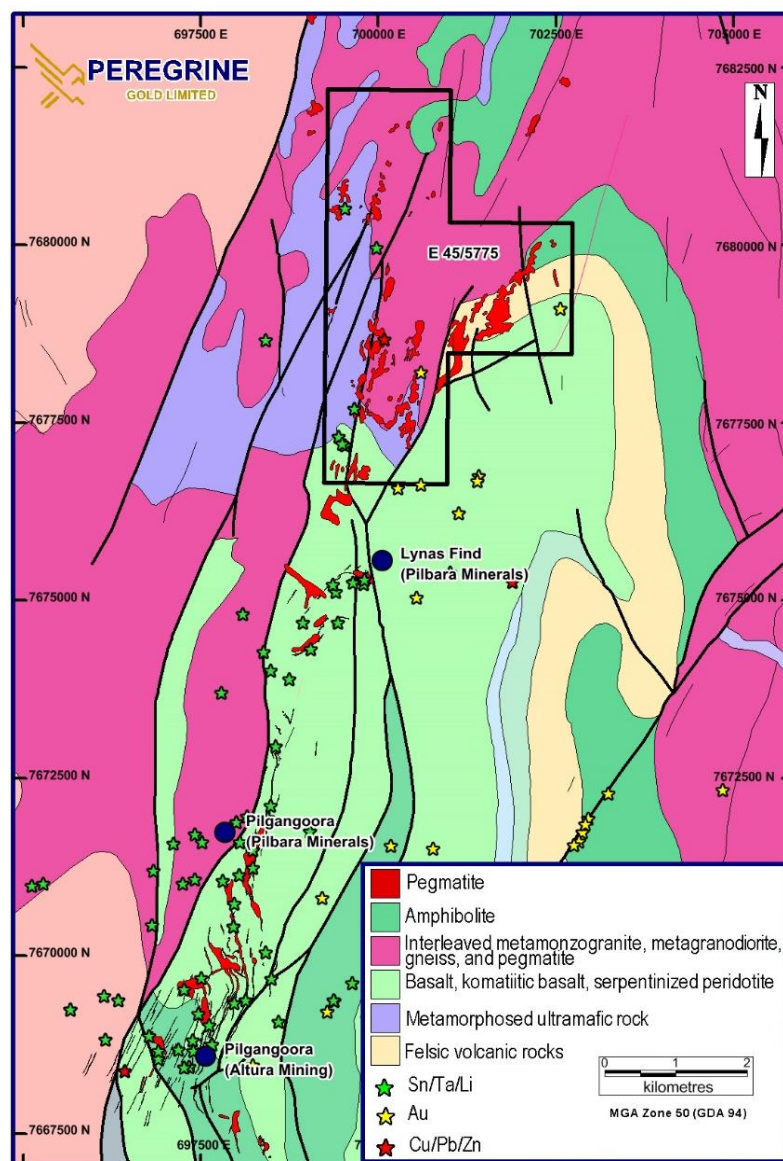 697500 E
700000 E
702500 E
705000 E
PEREGRINE
GOLD LIMITED
7682500 N
7682500 N
N
7680000 N
7680000 N
E 45/5775
7677500 N
7677500 N
Lynas Find
(Pilbara Minerals)
7675000 N
7675000 N
7672500 N
7672500 N
Pilgangoora
(Pilbara Minerals)
7670000 N
Pilgangoora
(Altura Mining)
7667500 N
697500 E
Pegmatite
Amphibolite
Interleaved metamonzogranite, metagranodiorite,
gneiss, and pegmatite
Basalt, komatiitic basalt, serpentinized peridotite
Metamorphosed ultramafic rock
Felsic volcanic rocks
Sn/Ta/Li
Au
Cu/Pb/Zn
0 1 2
kilometres
MGA Zone 50 (GDA 94)